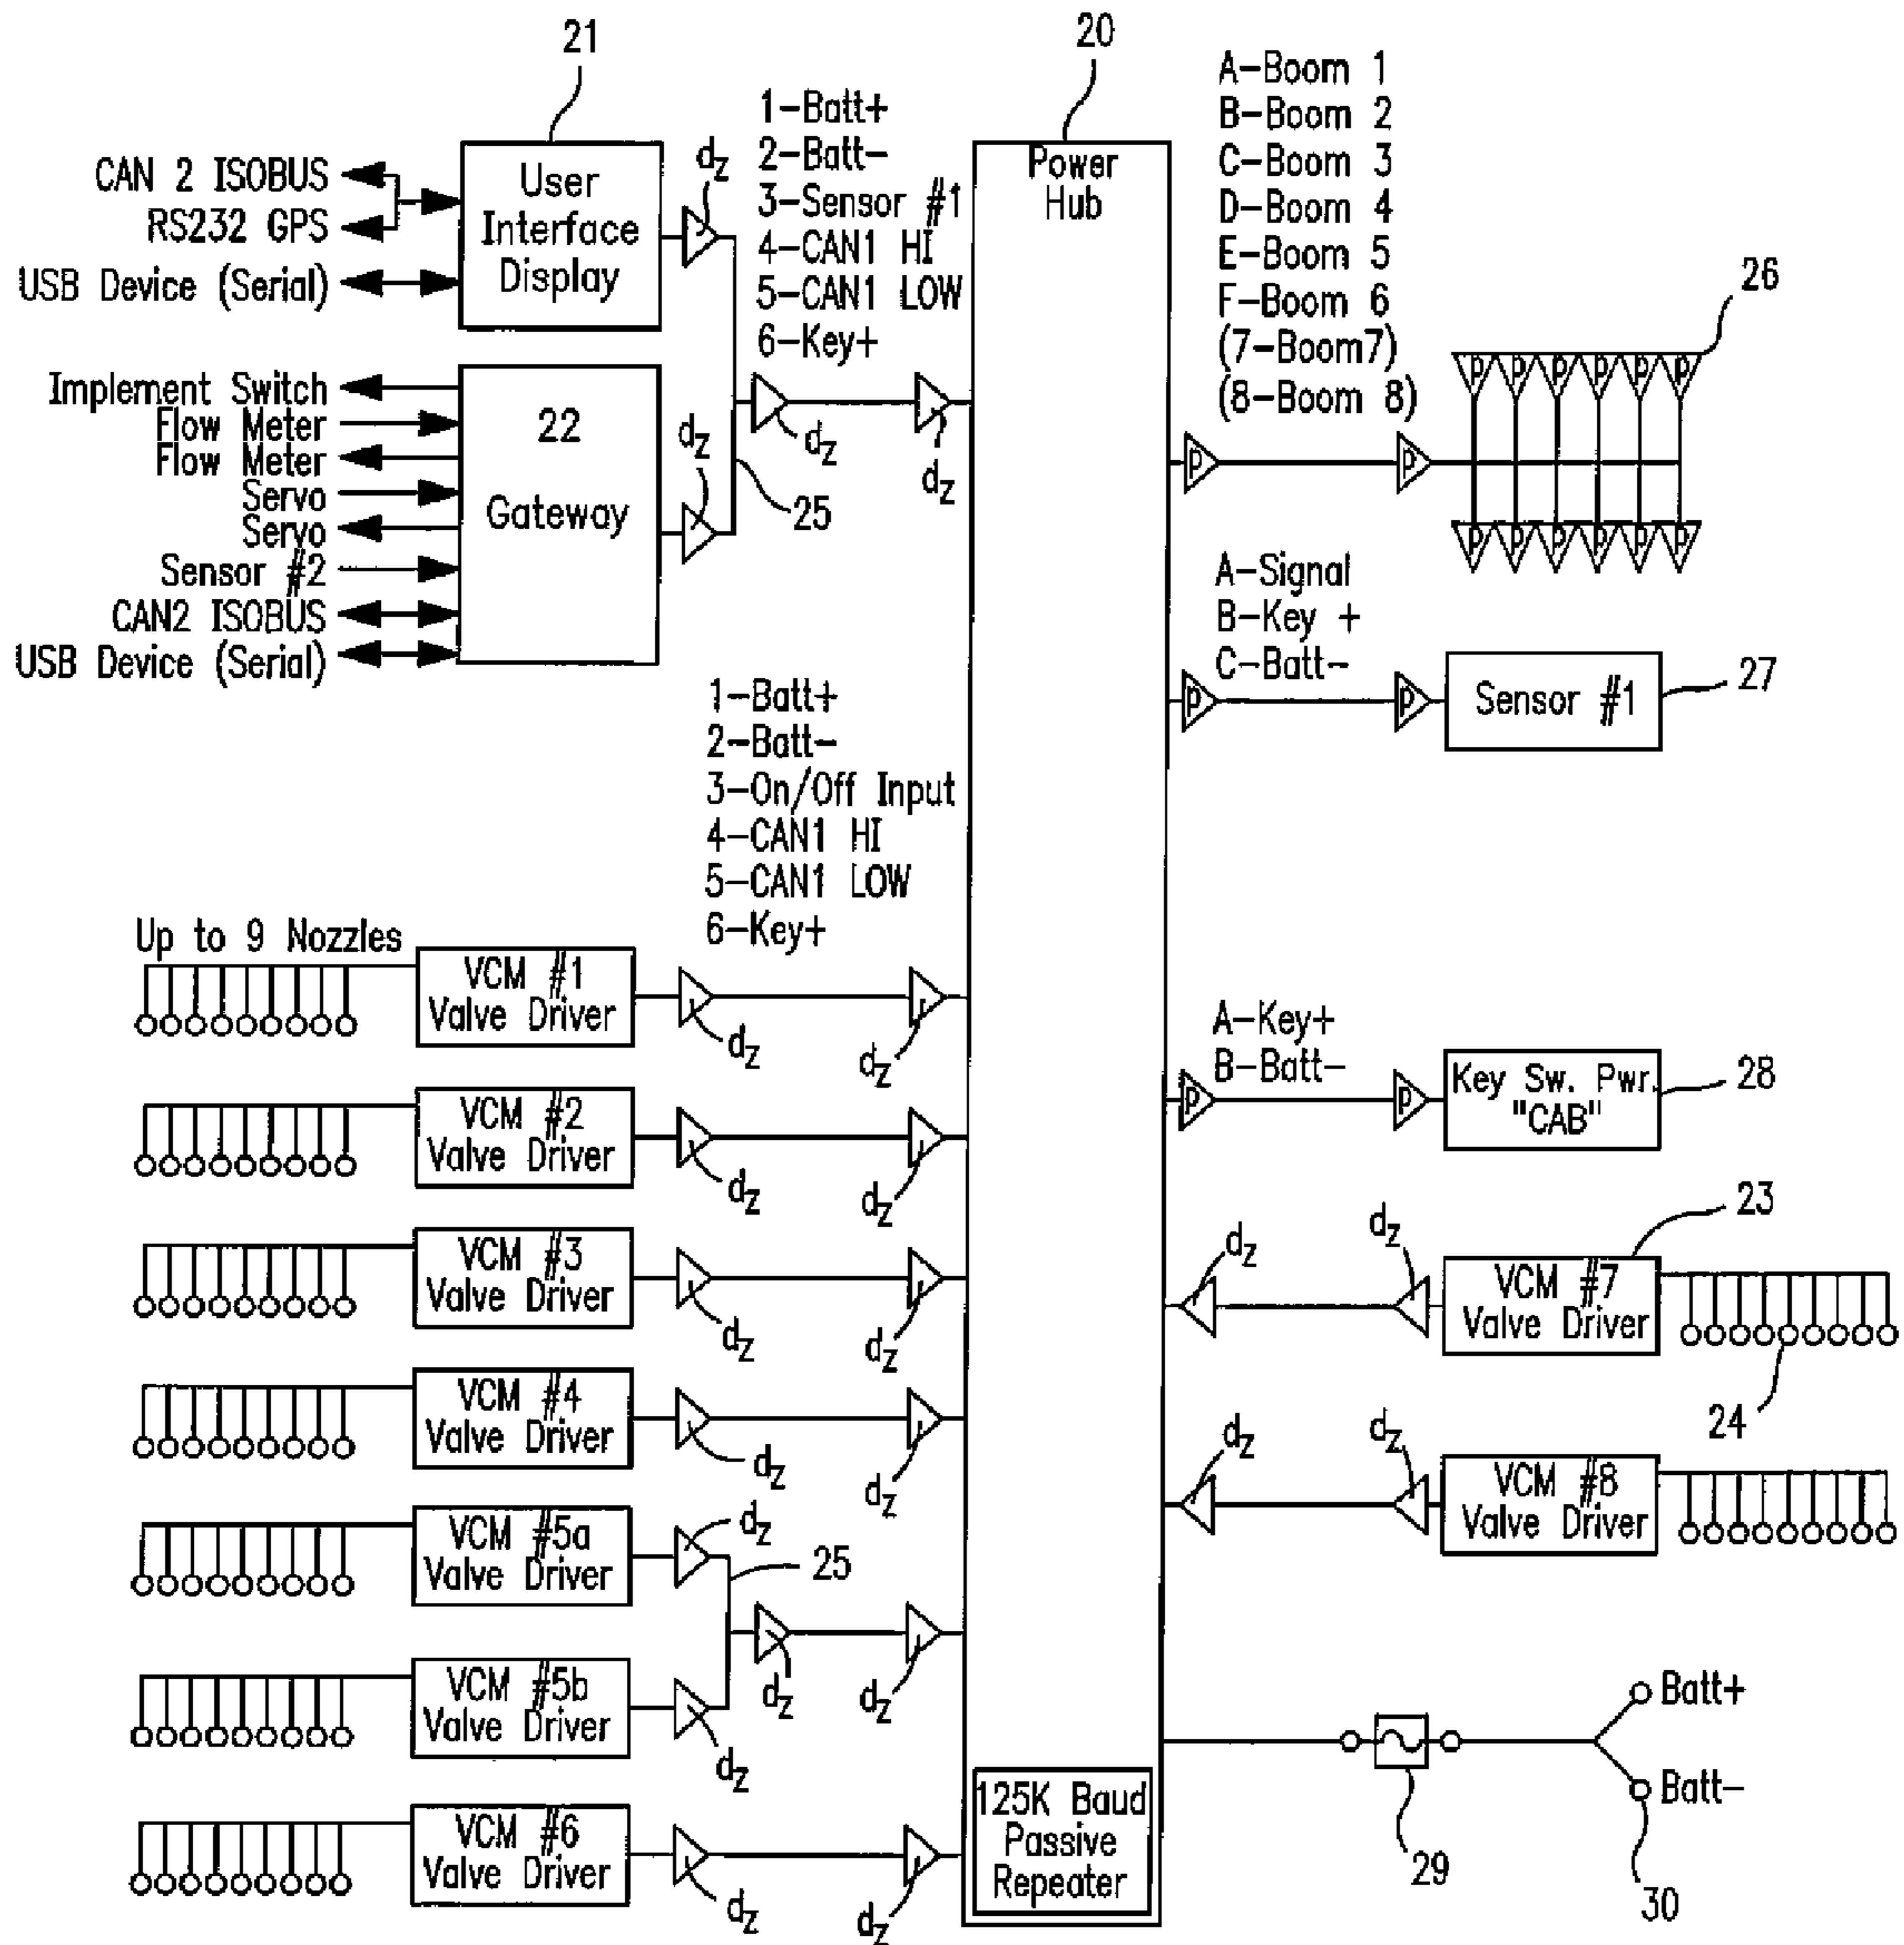 21
20
CAN 2 ISOBUS
RS232 GPS
USB Device (Serial)
User
Interface
Display
dz
1-Batt+
2-Batt-
3-Sensor #1
4-CAN1 HI
5-CAN1 LOW
6-Key+
Power
Hub
A-Boom 1
B-Boom 2
C-Boom 3
D-Boom 4
E-Boom 5
F-Boom 6
(7-Boom7)
(8-Boom 8)
26
p p p p p p
p p
p p p p p p
Implement Switch
Flow Meter
Flow Meter
Servo
Servo
Sensor #2
CAN2 ISOBUS
USB Device (Serial)
22
Gateway
dz
dz
dz
25
A-Signal
B-Key +
C-Batt-
p p
Sensor #1
27
1-Batt+
2-Batt-
3-On/Off Input
4-CAN1 HI
5-CAN1 LOW
6-Key+
Up to 9 Nozzles
VCM #1
Valve Driver
dz
dz
A-Key+
B-Batt-
p p
Key Sw. Pwr.
"CAB"
28
VCM #2
Valve Driver
dz
dz
VCM #3
Valve Driver
dz
dz
dz
dz
VCM #7
Valve Driver
23
24
VCM #4
Valve Driver
dz
dz
dz
dz
VCM #8
Valve Driver
VCM #5a
Valve Driver
dz
25
VCM #5b
Valve Driver
dz
dz
dz
VCM #6
Valve Driver
dz
dz
125K Baud
Passive
Repeater
29
Batt+
Batt-
30